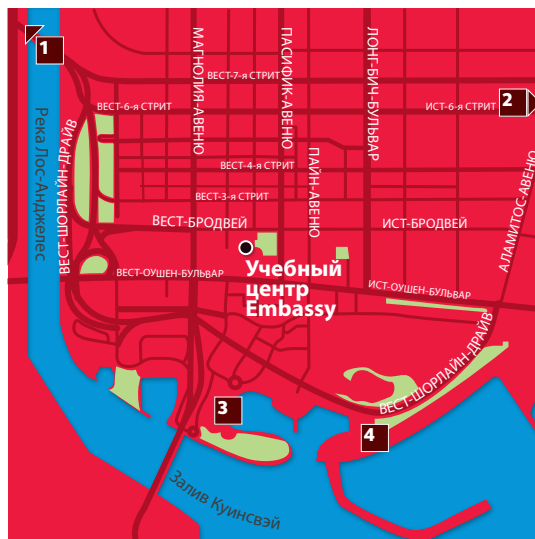 1
МАГНОЛИЯ-АВЕНЮ
ПАСИФИК-АВЕНЮ
ЛОНГ-БИЧ-БУЛЬВАР
ВЕСТ-7-я СТРИТ
ВЕСТ-6-я СТРИТ
ИСТ-6-я СТРИТ
2
Река Лос-Анджелес
ВЕСТ-ШОРЛАЙН-ДРАЙВ
ПАЙН-АВЕНЮ
ВЕСТ-4-я СТРИТ
ВЕСТ-3-я СТРИТ
ВЕСТ-БРОДВЕЙ
ИСТ-БРОДВЕЙ
АЛАМИТОС-АВЕНЮ
ВЕСТ-ОУШЕН-БУЛЬВАР
Учебный
центр
Embassy
ИСТ-ОУШЕН-БУЛЬВАР
ВЕСТ-ШОРЛАЙН-ДРАЙВ
3
4
Залив Куинсвэй